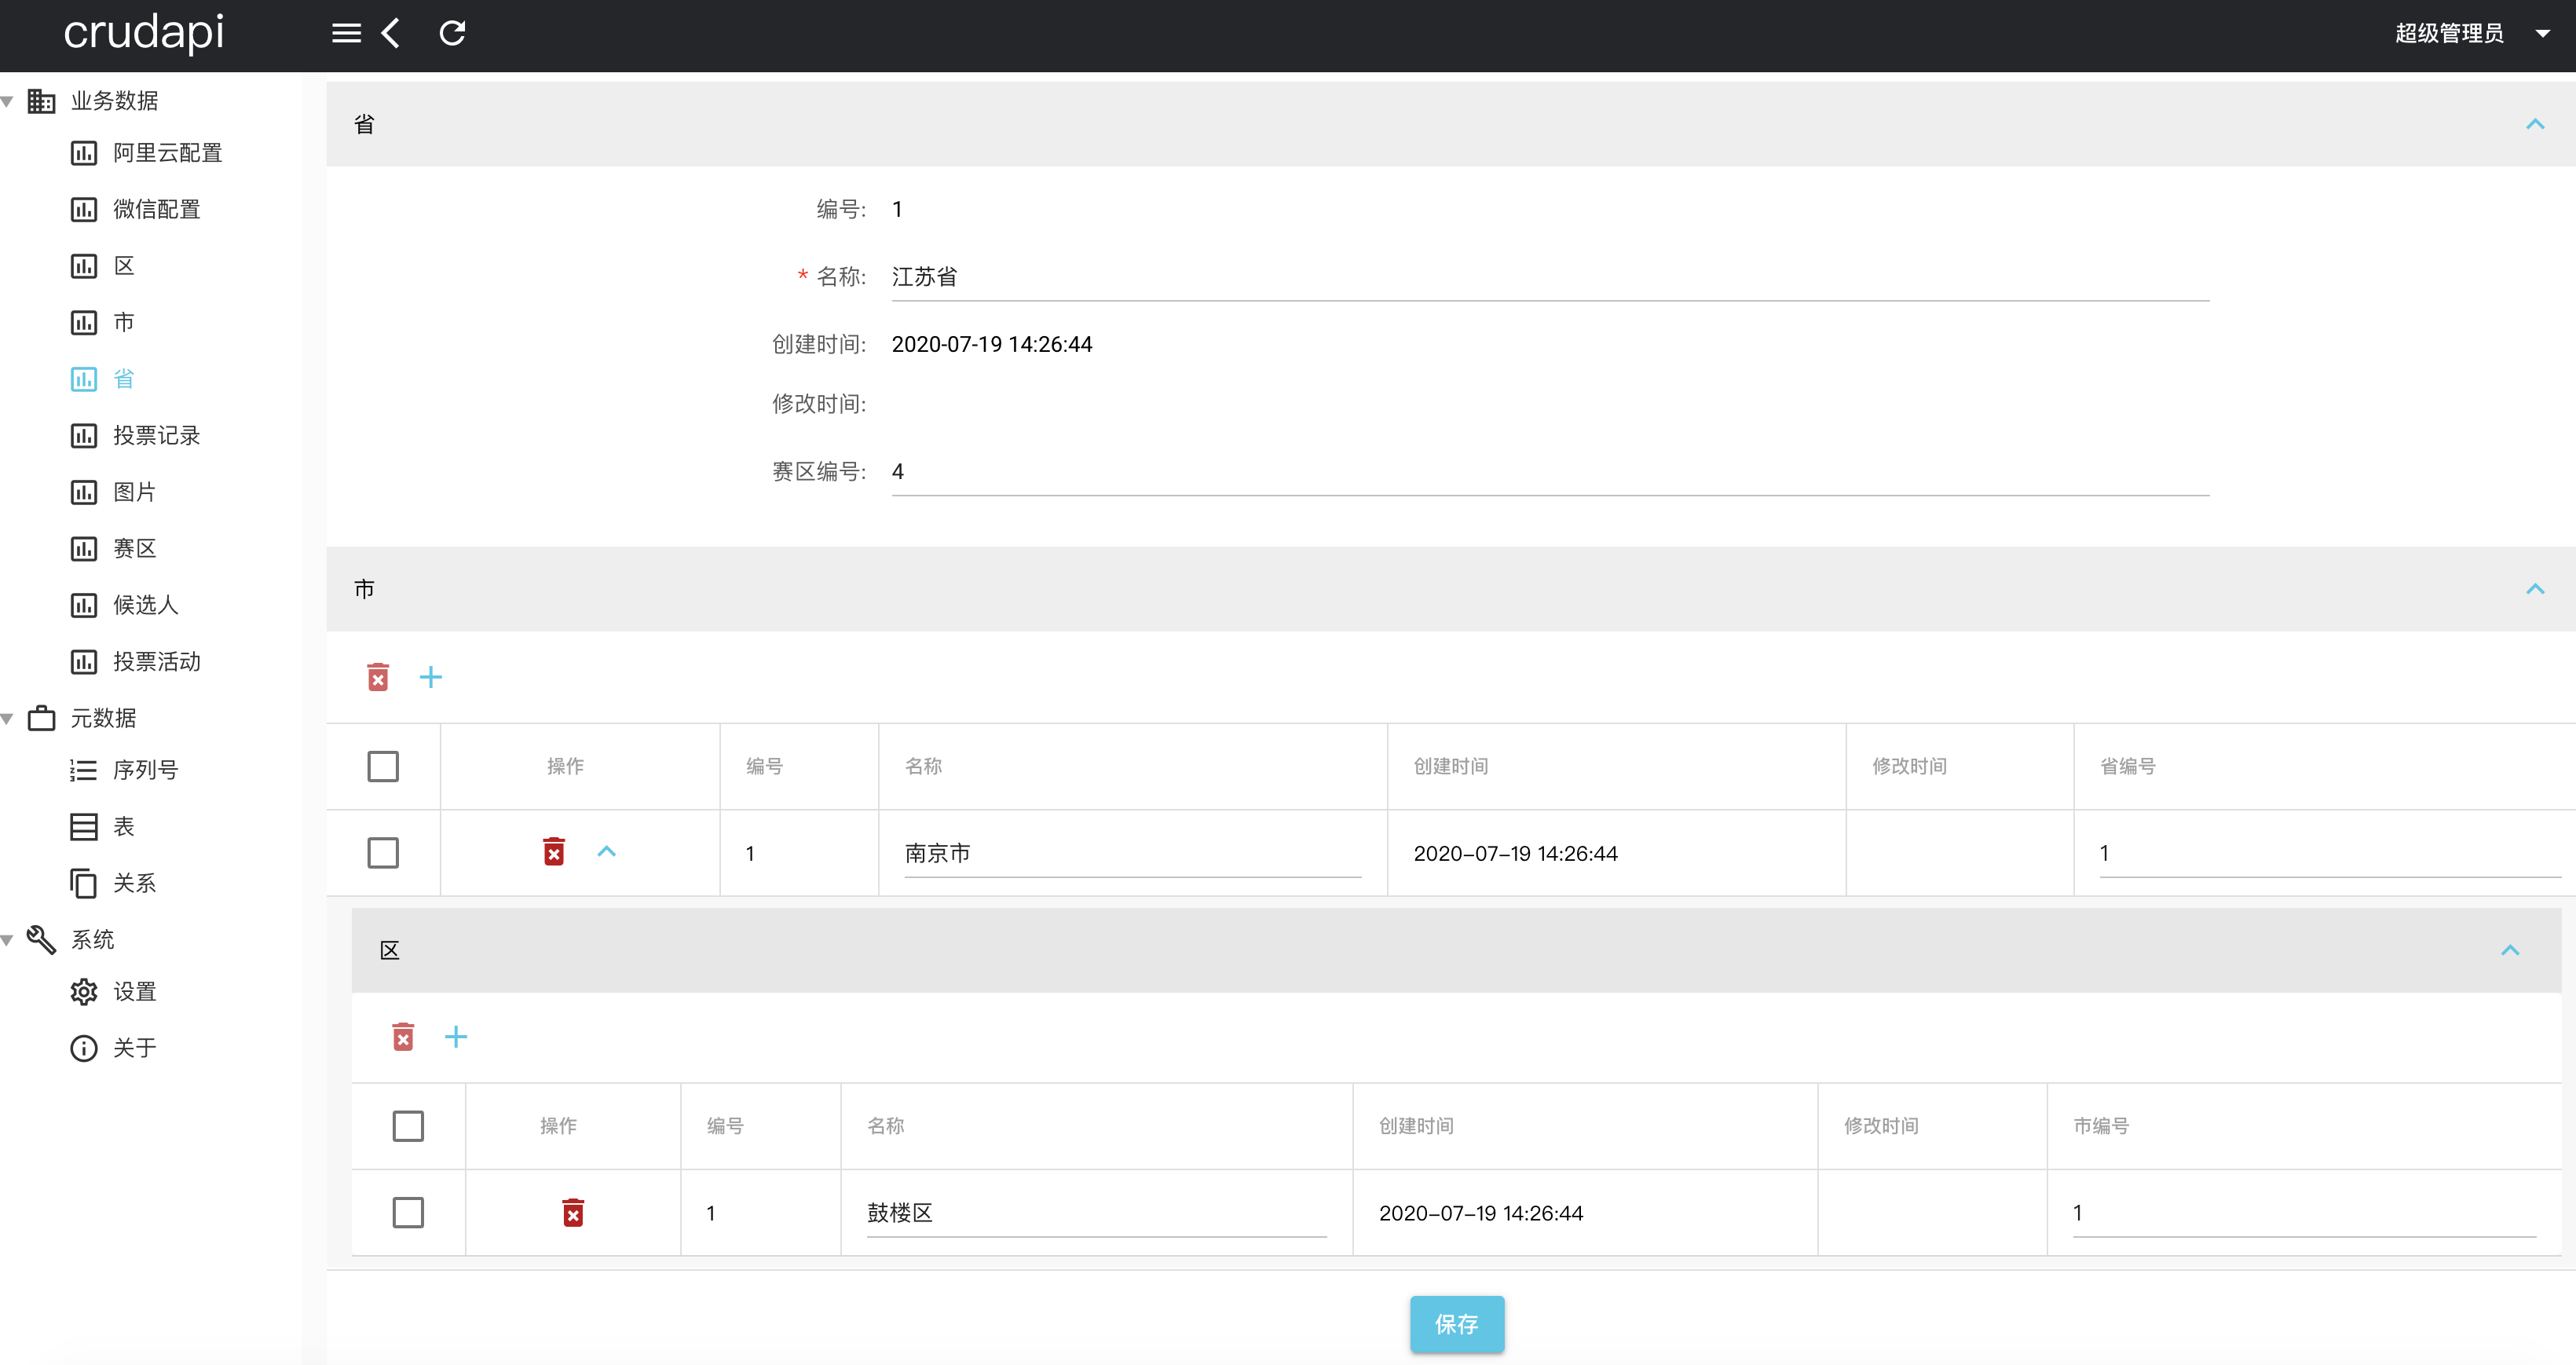 crudapi
超级管理员
业务数据
阿里云配置
微信配置
区
市
省
投票记录
图片
赛区
候选人
投票活动
元数据
序列号
表
关系
系统
设置
关于
省
编号: 1
* 名称: 江苏省
创建时间: 2020-07-19 14:26:44
修改时间:
赛区编号: 4
市
操作 编号 名称 创建时间 修改时间 省编号
1 南京市 2020-07-19 14:26:44 1
区
操作 编号 名称 创建时间 修改时间 市编号
1 鼓楼区 2020-07-19 14:26:44 1
保存